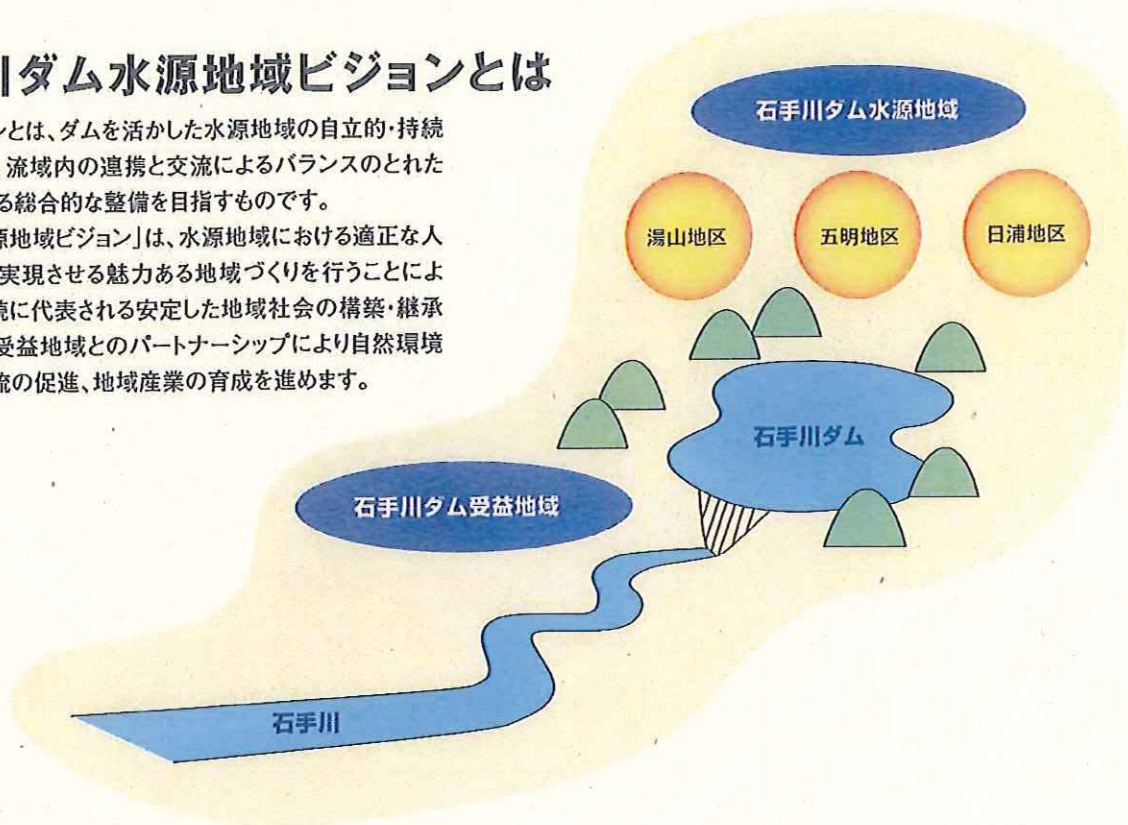 ダム水源地域ビジョンとは
ンとは、ダムを活かした水源地域の自立的・持続
流域内の連携と交流によるバランスのとれた
る総合的な整備を目指すものです。
原地域ビジョン」は、水源地域における適正な人
実現させる魅力ある地域づくりを行うことによ
続に代表される安定した地域社会の構築・継承
受益地域とのパートナーシップにより自然環境
流の促進、地域産業の育成を進めます。
石手川ダム水源地域
湯山地区
五明地区
日浦地区
石手川ダム
石手川ダム受益地域
石手川